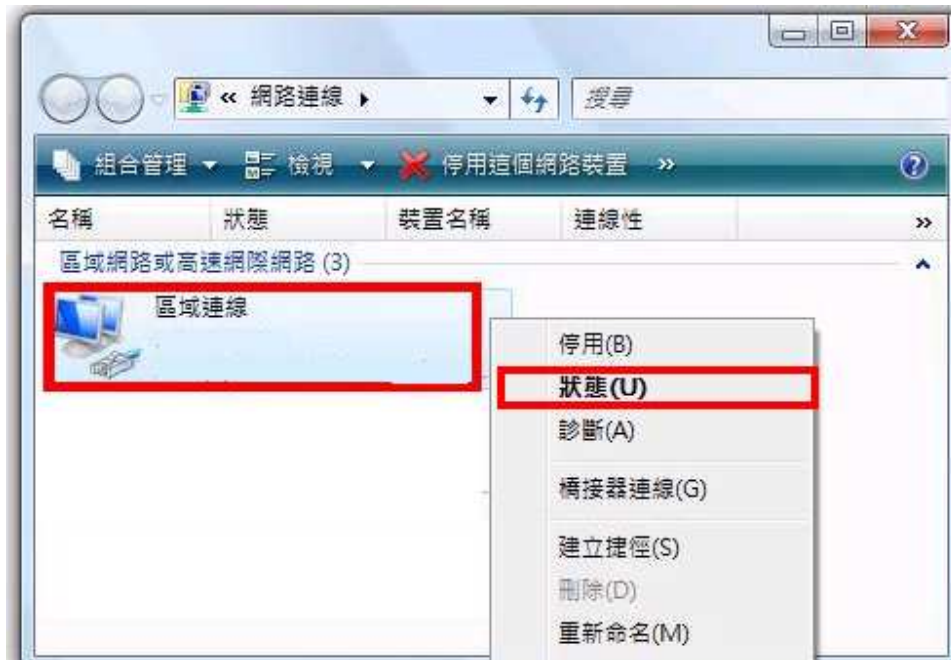 « 網路連線 搜尋
組合管理 檢視 停用這個網路裝置 »
名稱 狀態 裝置名稱 連線性 »
區域網路或高速網際網路 (3)
區域連線
停用(B)
狀態(U)
診斷(A)
橋接器連線(G)
建立捷徑(S)
刪除(D)
重新命名(M)